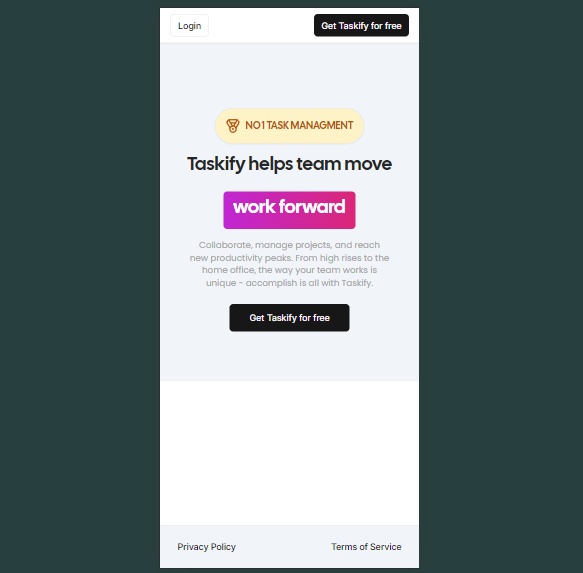 Login
Get Taskify for free
NO 1 TASK MANAGMENT
Taskify helps team move
work forward
Collaborate, manage projects, and reach
new productivity peaks. From high rises to the
home office, the way your team works is
unique - accomplish is all with Taskify.
Get Taskify for free
Privacy Policy
Terms of Service